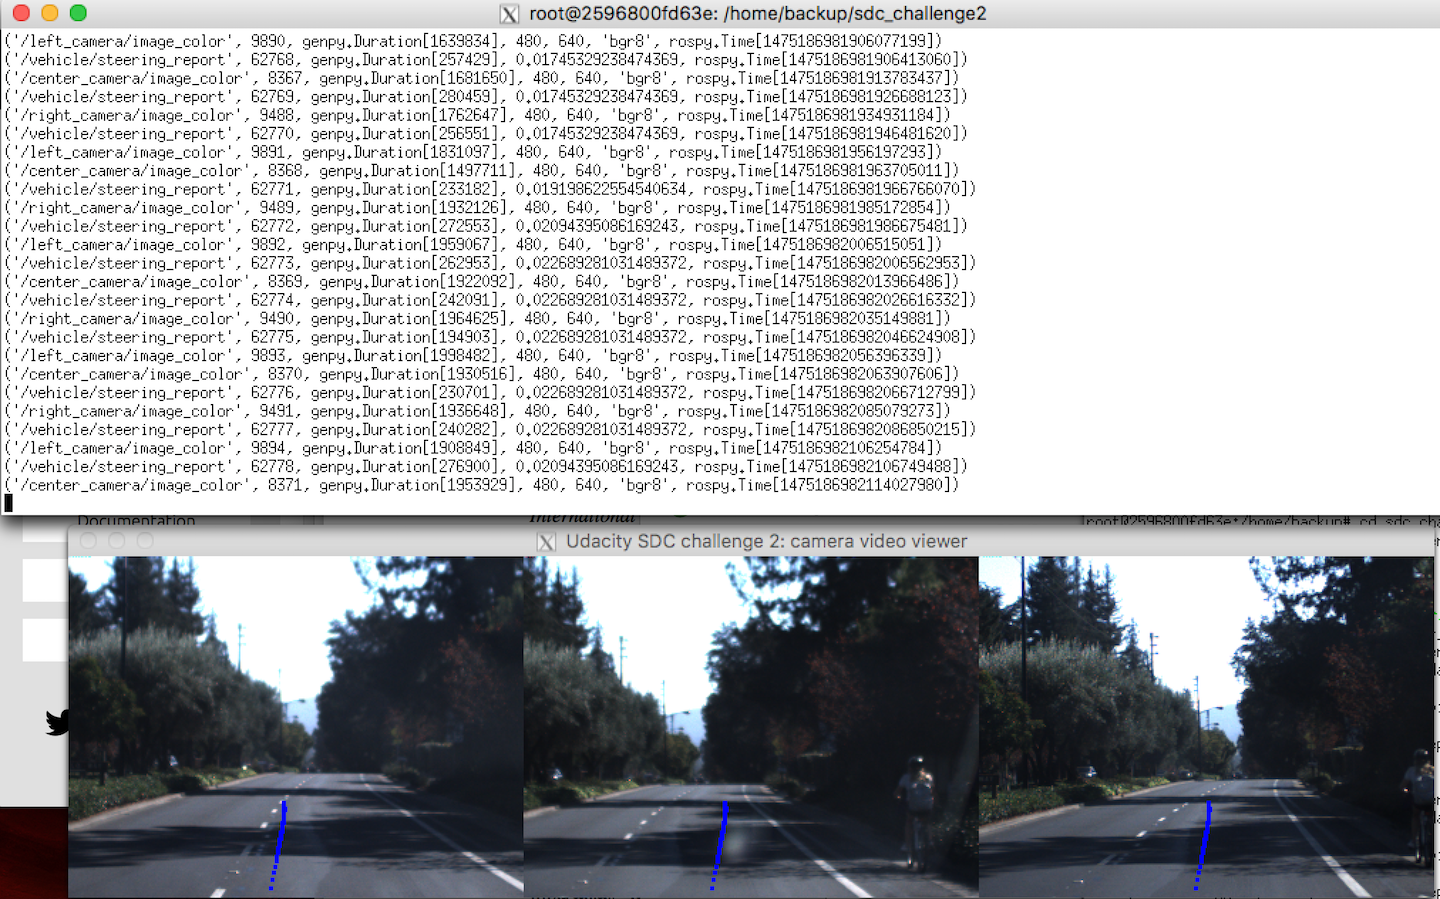 root@2596800fd63e: /home/backup/sdc_challenge2
('/left_camera/image_color', 9890, genpy.Duration[1639834], 480, 640, 'bgr8', rospy.Time[1475186981906077199])
('/vehicle/steering_report', 62768, genpy.Duration[257429], 0.01745329238474369, rospy.Time[1475186981906413060])
('/center_camera/image_color', 8367, genpy.Duration[1681650], 480, 640, 'bgr8', rospy.Time[1475186981913783437])
('/vehicle/steering_report', 62769, genpy.Duration[280459], 0.01745329238474369, rospy.Time[1475186981926688123])
('/right_camera/image_color', 9488, genpy.Duration[1762647], 480, 640, 'bgr8', rospy.Time[1475186981934931184])
('/vehicle/steering_report', 62770, genpy.Duration[256551], 0.01745329238474369, rospy.Time[1475186981946481620])
('/left_camera/image_color', 9891, genpy.Duration[1831097], 480, 640, 'bgr8', rospy.Time[1475186981956197293])
('/center_camera/image_color', 8368, genpy.Duration[1497711], 480, 640, 'bgr8', rospy.Time[1475186981963705011])
('/vehicle/steering_report', 62771, genpy.Duration[233182], 0.019198622554540634, rospy.Time[1475186981966766070])
('/right_camera/image_color', 9489, genpy.Duration[1932126], 480, 640, 'bgr8', rospy.Time[1475186981985172854])
('/vehicle/steering_report', 62772, genpy.Duration[272553], 0.02094395086169243, rospy.Time[1475186981986675481])
('/left_camera/image_color', 9892, genpy.Duration[1959067], 480, 640, 'bgr8', rospy.Time[1475186982006515051])
('/vehicle/steering_report', 62773, genpy.Duration[262953], 0.022689281031489372, rospy.Time[1475186982006562953])
('/center_camera/image_color', 8369, genpy.Duration[1922092], 480, 640, 'bgr8', rospy.Time[1475186982013966486])
('/vehicle/steering_report', 62774, genpy.Duration[242091], 0.022689281031489372, rospy.Time[1475186982026616332])
('/right_camera/image_color', 9490, genpy.Duration[1964625], 480, 640, 'bgr8', rospy.Time[1475186982035149881])
('/vehicle/steering_report', 62775, genpy.Duration[194903], 0.022689281031489372, rospy.Time[1475186982046624908])
('/left_camera/image_color', 9893, genpy.Duration[1998482], 480, 640, 'bgr8', rospy.Time[1475186982056396339])
('/center_camera/image_color', 8370, genpy.Duration[1930516], 480, 640, 'bgr8', rospy.Time[1475186982063907606])
('/vehicle/steering_report', 62776, genpy.Duration[230701], 0.022689281031489372, rospy.Time[1475186982066712799])
('/right_camera/image_color', 9491, genpy.Duration[1936648], 480, 640, 'bgr8', rospy.Time[1475186982085079273])
('/vehicle/steering_report', 62777, genpy.Duration[240282], 0.022689281031489372, rospy.Time[1475186982086850215])
('/left_camera/image_color', 9894, genpy.Duration[1908849], 480, 640, 'bgr8', rospy.Time[1475186982106254784])
('/vehicle/steering_report', 62778, genpy.Duration[276900], 0.02094395086169243, rospy.Time[1475186982106749488])
('/center_camera/image_color', 8371, genpy.Duration[1953929], 480, 640, 'bgr8', rospy.Time[1475186982114027980])
Documentation
International
[root@2596800fd63e:/home/backup# cd sdc_cha
Udacity SDC challenge 2: camera video viewer